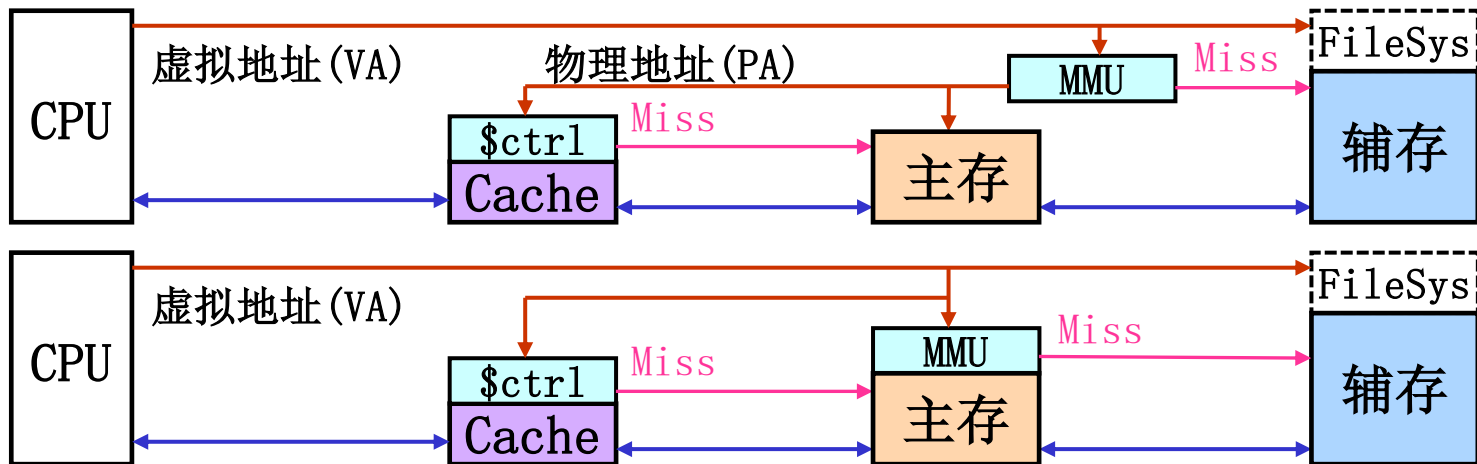 CPU
虚拟地址(VA)
物理地址(PA)
MMU
Miss
FileSys
$ctrl
Miss
Cache
主存
辅存
CPU
虚拟地址(VA)
FileSys
MMU
Miss
$ctrl
Miss
Cache
主存
辅存